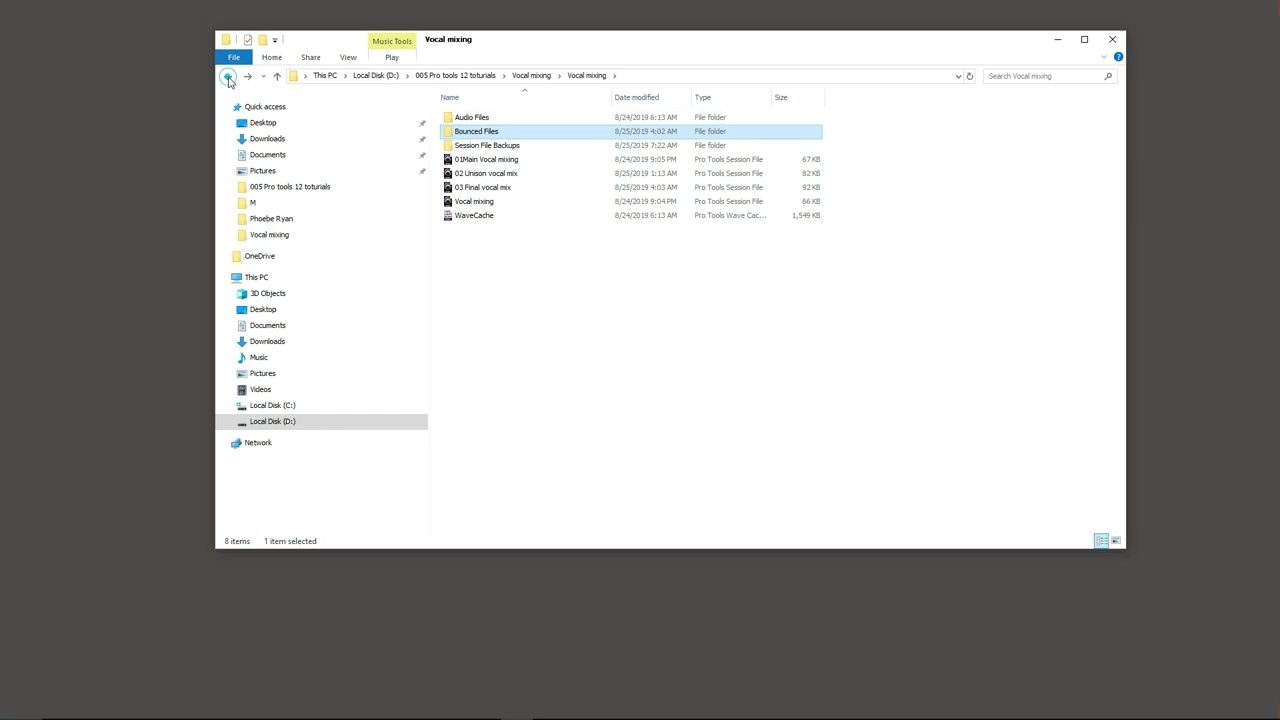 Music Tools Vocal mixing
File Home Share View Play
This PC Local Disk (D:) 005 Pro tools 12 toturials Vocal mixing Vocal mixing Search Vocal mixing
Name Date modified Type Size
Quick access
Desktop
Downloads
Documents
Pictures
005 Pro tools 12 toturials
M
Phoebe Ryan
Vocal mixing
OneDrive
This PC
3D Objects
Desktop
Documents
Downloads
Music
Pictures
Videos
Local Disk (C:)
Local Disk (D:)
Network
Audio Files 8/24/2019 6:13 AM File folder
Bounced Files 8/25/2019 4:02 AM File folder
Session File Backups 8/25/2019 7:22 AM File folder
01Main Vocal mixing 8/24/2019 9:05 PM Pro Tools Session File 67 KB
02 Unison vocal mix 8/25/2019 1:13 AM Pro Tools Session File 82 KB
03 Final vocal mix 8/25/2019 4:03 AM Pro Tools Session File 92 KB
Vocal mixing 8/24/2019 9:04 PM Pro Tools Session File 66 KB
WaveCache 8/24/2019 6:13 AM Pro Tools Wave Cac... 1,549 KB
8 items 1 item selected